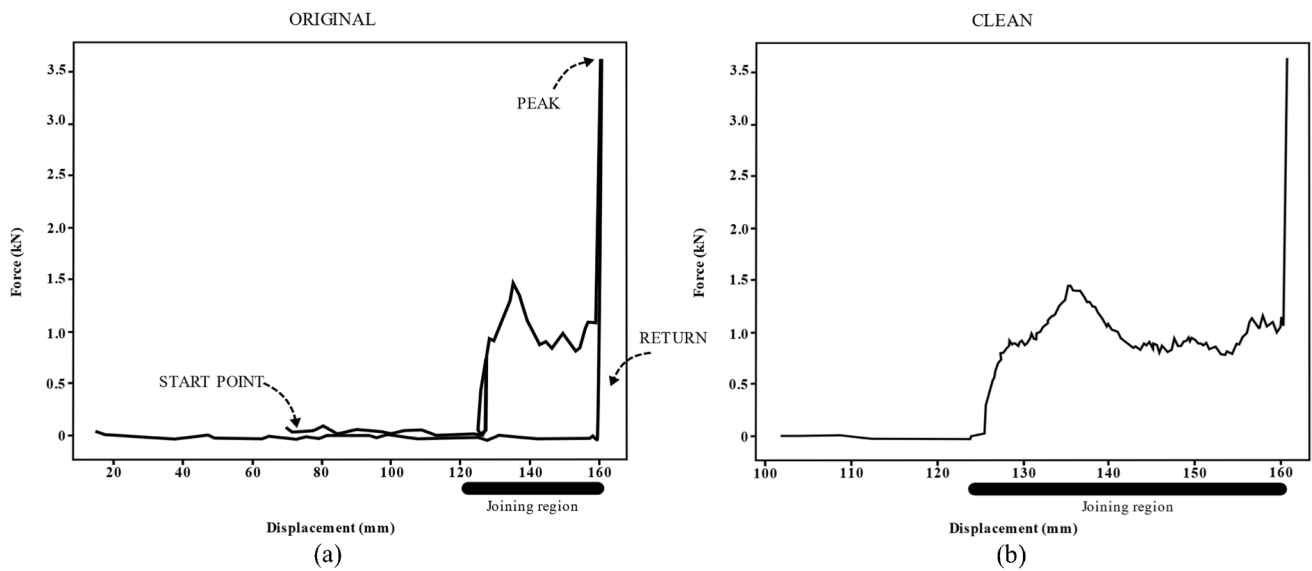 ORIGINAL
3.5
3.0
2.5
2.0
1.5
1.0
0.5
0
Force (kN)
PEAK
RETURN
START POINT
20 40 60 80 100 120 140 160
Joining region
Displacement (mm)
(a)
CLEAN
3.5
3.0
2.5
2.0
1.5
1.0
0.5
0
Force (kN)
100 110 120 130 140 150 160
Joining region
Displacement (mm)
(b)